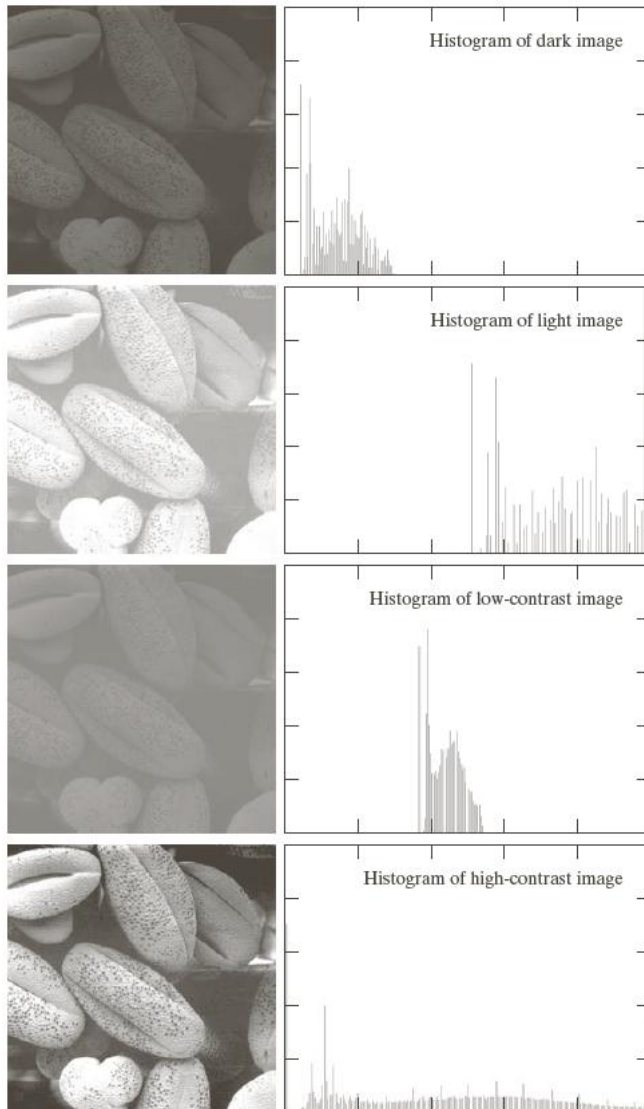 Histogram of dark image
Histogram of light image
Histogram of low-contrast image
Histogram of high-contrast image